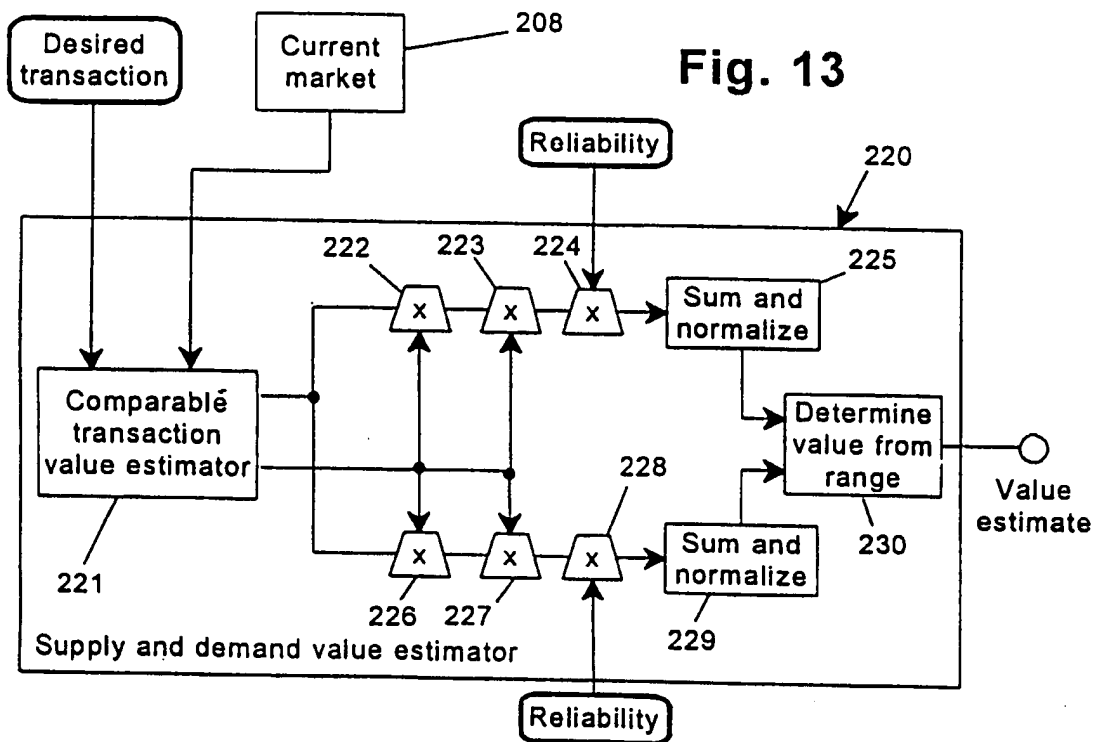 Desired
transaction
Current
market
208
Fig. 13
Reliability
220
222
223
224
225
x
x
x
Sum and
normalize
Comparable
transaction
value estimator
221
Determine
value from
range
230
Value
estimate
228
x
x
x
Sum and
normalize
226
227
229
Supply and demand value estimator
Reliability